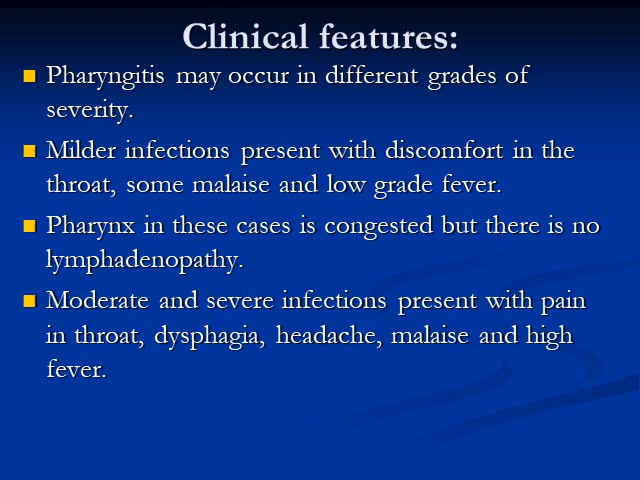 Clinical features:
Pharyngitis may occur in different grades of
severity.
Milder infections present with discomfort in the
throat, some malaise and low grade fever.
Pharynx in these cases is congested but there is no
lymphadenopathy.
Moderate and severe infections present with pain
in throat, dysphagia, headache, malaise and high
fever.